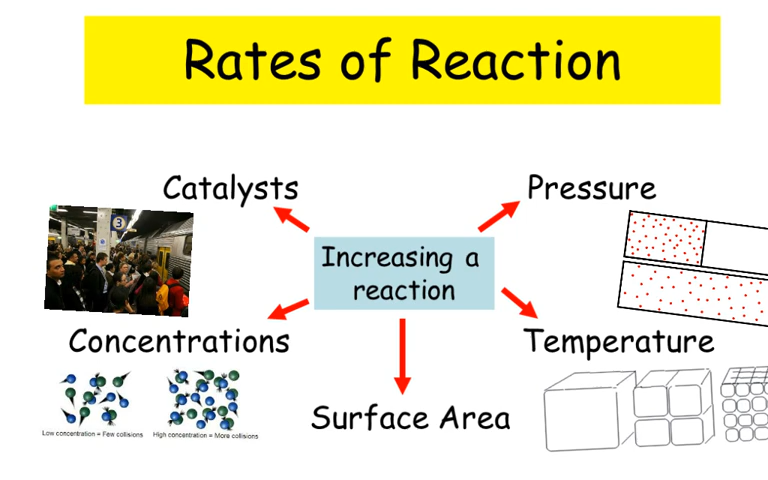 Rates of Reaction
Catalysts
Pressure
3
Increasing a
reaction
Concentrations
Temperature
Low concentration = Few collisions
High concentration = More collisions
Surface Area